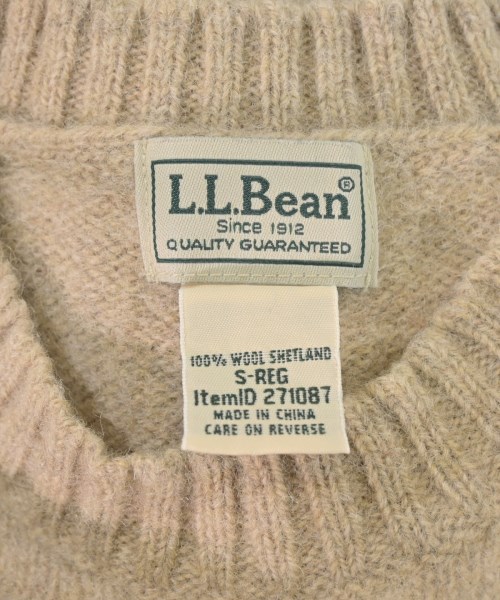 L.L.Bean®
Since 1912
QUALITY GUARANTEED
100% WOOL SHETLAND
S-REG
ItemID 271087
MADE IN CHINA
CARE ON REVERSE